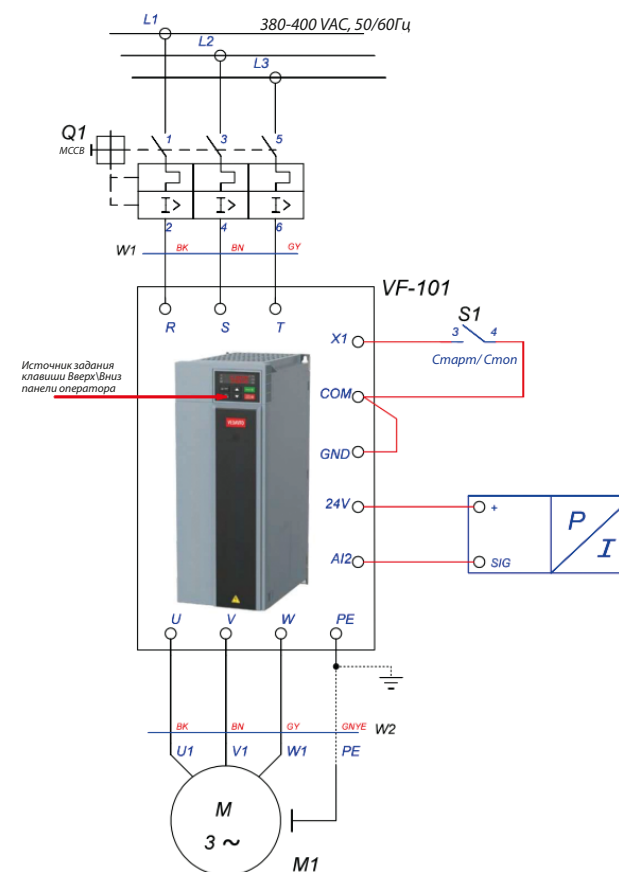 L1
380-400 VAC, 50/60Гц
L2
L3
Q1
MCCB
1 3 5
I> I> I>
2 4 6
W1 BK BN GY
VF-101
R S T
X1
S1
3 4
Старт/ Стоп
Источник задания
клавиши Вверх\Вниз
панели оператора
COM
GND
24V
+
P
I
AI2
SIG
U V W PE
BK BN GY GNYE W2
U1 V1 W1 PE
M
3 ~
M1